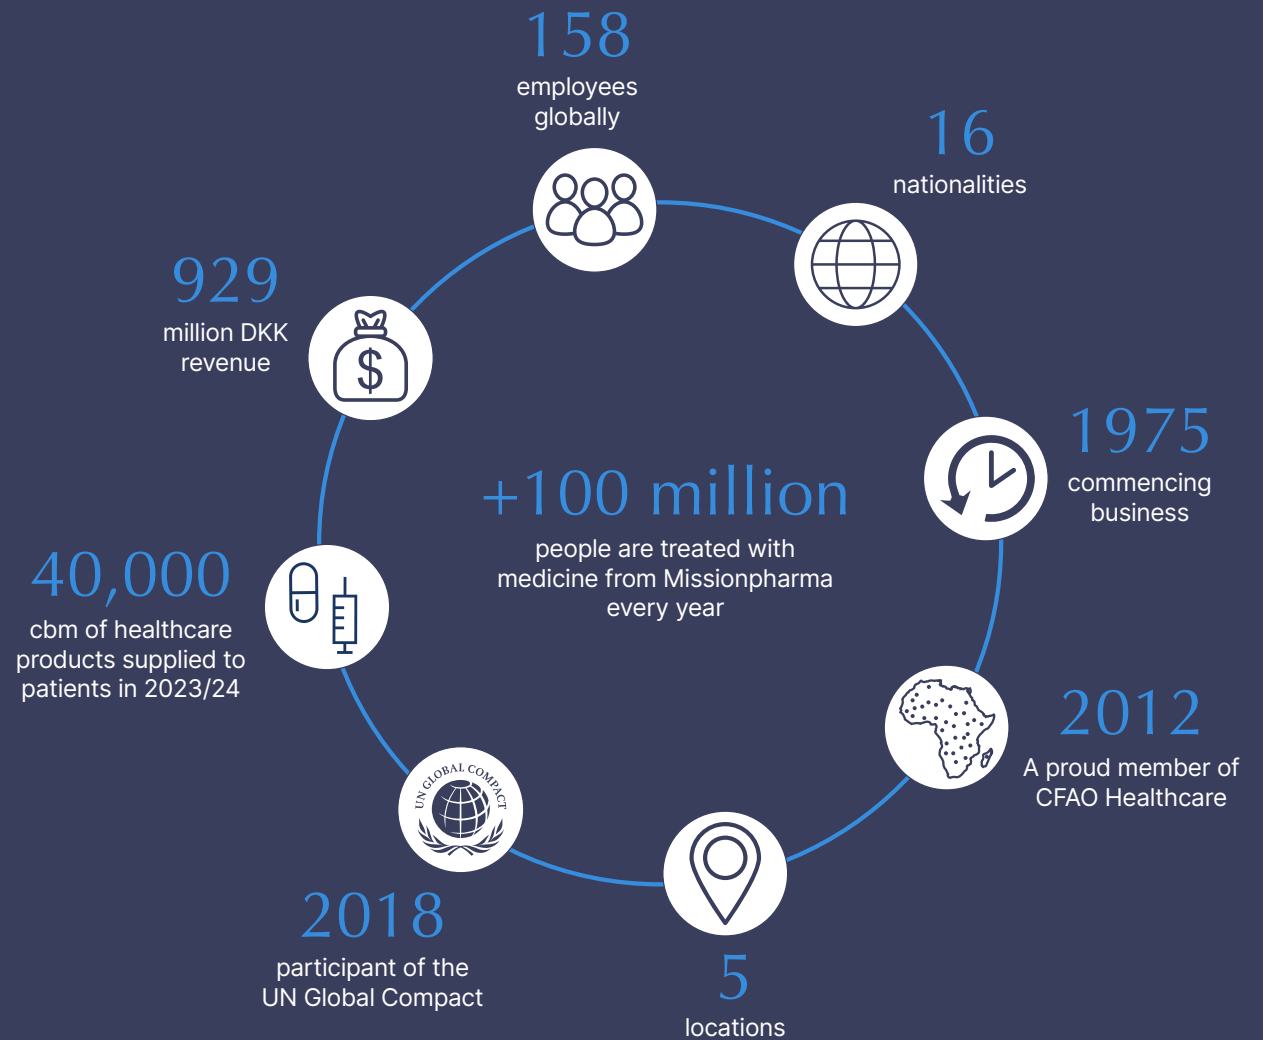 158
employees
globally
16
nationalities
929
million DKK
revenue
$
1975
commencing
business
+100 million
people are treated with
medicine from Missionpharma
every year
40,000
cbm of healthcare
products supplied to
patients in 2023/24
2012
A proud member of
CFAO Healthcare
UN GLOBAL COMPACT
2018
participant of the
UN Global Compact
5
locations